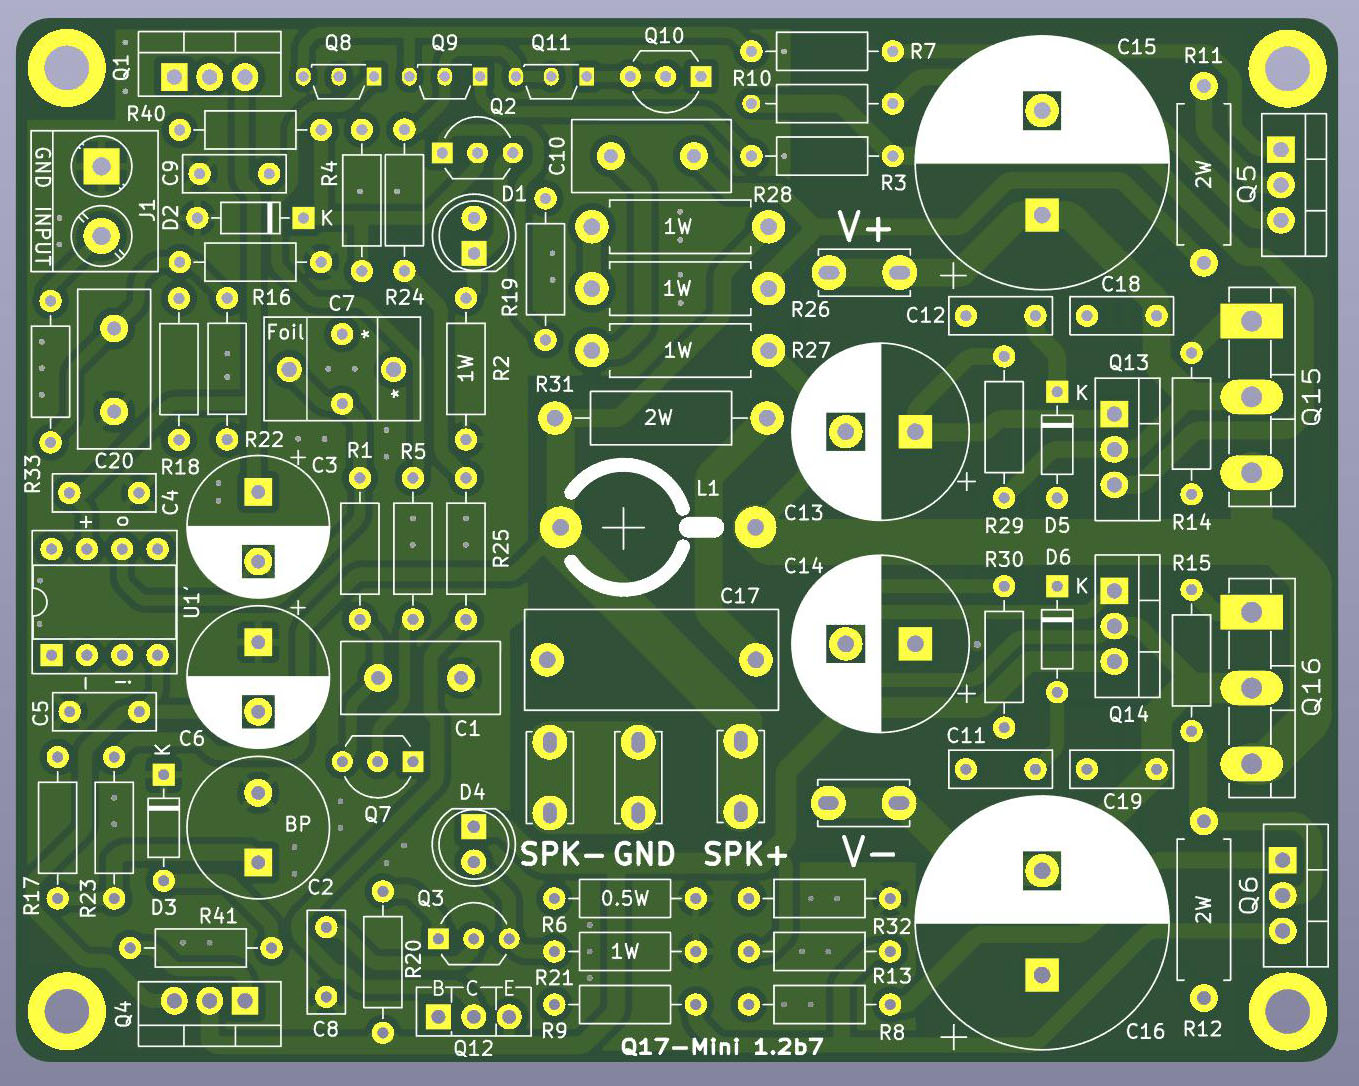 Q1
Q8
Q9
Q11
Q10
R7
C15
R11
R10
R40
Q2
C10
R3
2W
Q5
GND INPUT
J1
C9
R4
D1
R28
D2
K
1W
V+
R16
C7
R24
R19
1W
R26
C12
C18
Foil
*
*
1W
R2
1W
R27
Q13
R31
K
Q15
R33
C20
R18
R22
C3
R1
R5
2W
C4
L1
C13
R29
D5
R14
+ o
R25
U1'
C14
R30
D6
K
R15
C17
- i
C5
C6
C1
Q14
Q16
K
C11
C19
BP
Q7
D4
V-
SPK- GND SPK+
R17
R23
D3
C2
Q3
0.5W
R6
R32
2W
Q6
R41
R20
1W
R21
R13
B C E
Q4
C8
Q12
R9
R8
C16
R12
Q17-Mini 1.2b7